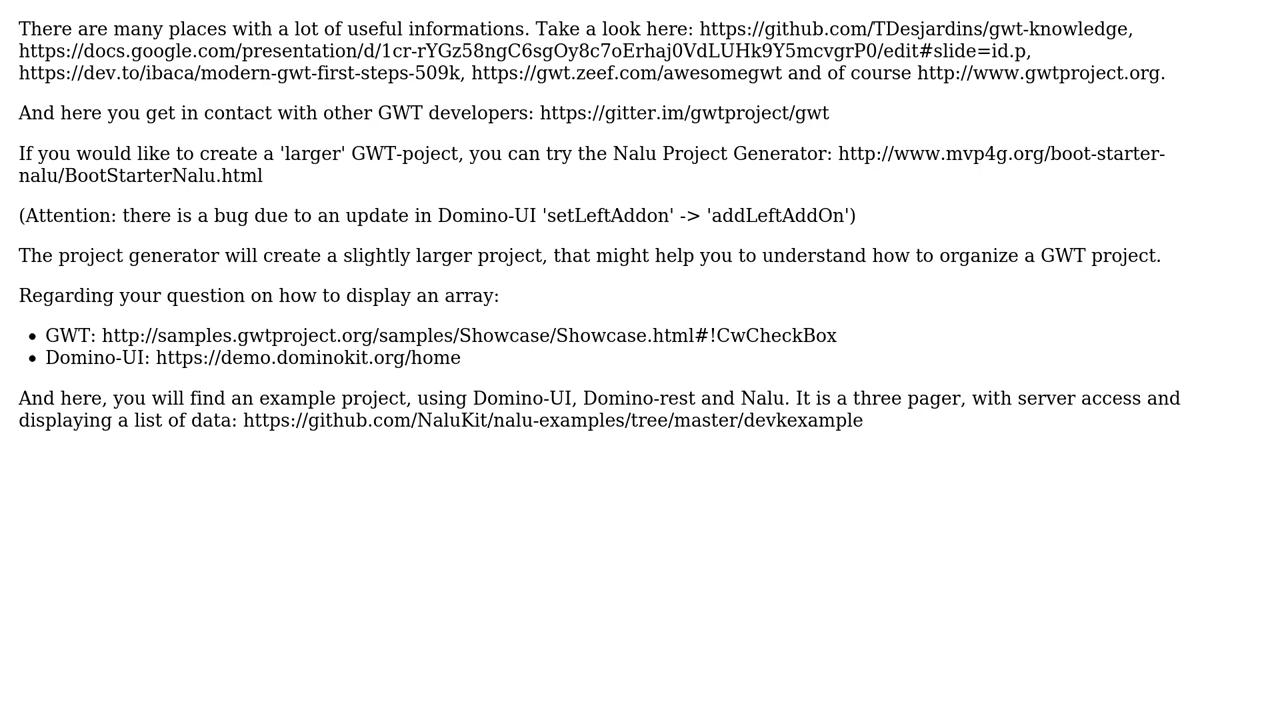 There are many places with a lot of useful informations. Take a look here: https://github.com/TDesjardins/gwt-knowledge,
https://docs.google.com/presentation/d/1cr-rYGz58ngC6sgOy8c7oErhaj0VdLUHk9Y5mcvgrP0/edit#slide=id.p,
https://dev.to/ibaca/modern-gwt-first-steps-509k, https://gwt.zeef.com/awesomegwt and of course http://www.gwtproject.org.
And here you get in contact with other GWT developers: https://gitter.im/gwtproject/gwt
If you would like to create a 'larger' GWT-poject, you can try the Nalu Project Generator: http://www.mvp4g.org/boot-starter-
nalu/BootStarterNalu.html
(Attention: there is a bug due to an update in Domino-UI 'setLeftAddon' -> 'addLeftAddOn')
The project generator will create a slightly larger project, that might help you to understand how to organize a GWT project.
Regarding your question on how to display an array:
• GWT: http://samples.gwtproject.org/samples/Showcase/Showcase.html#!CwCheckBox
• Domino-UI: https://demo.dominokit.org/home
And here, you will find an example project, using Domino-UI, Domino-rest and Nalu. It is a three pager, with server access and
displaying a list of data: https://github.com/NaluKit/nalu-examples/tree/master/devkexample